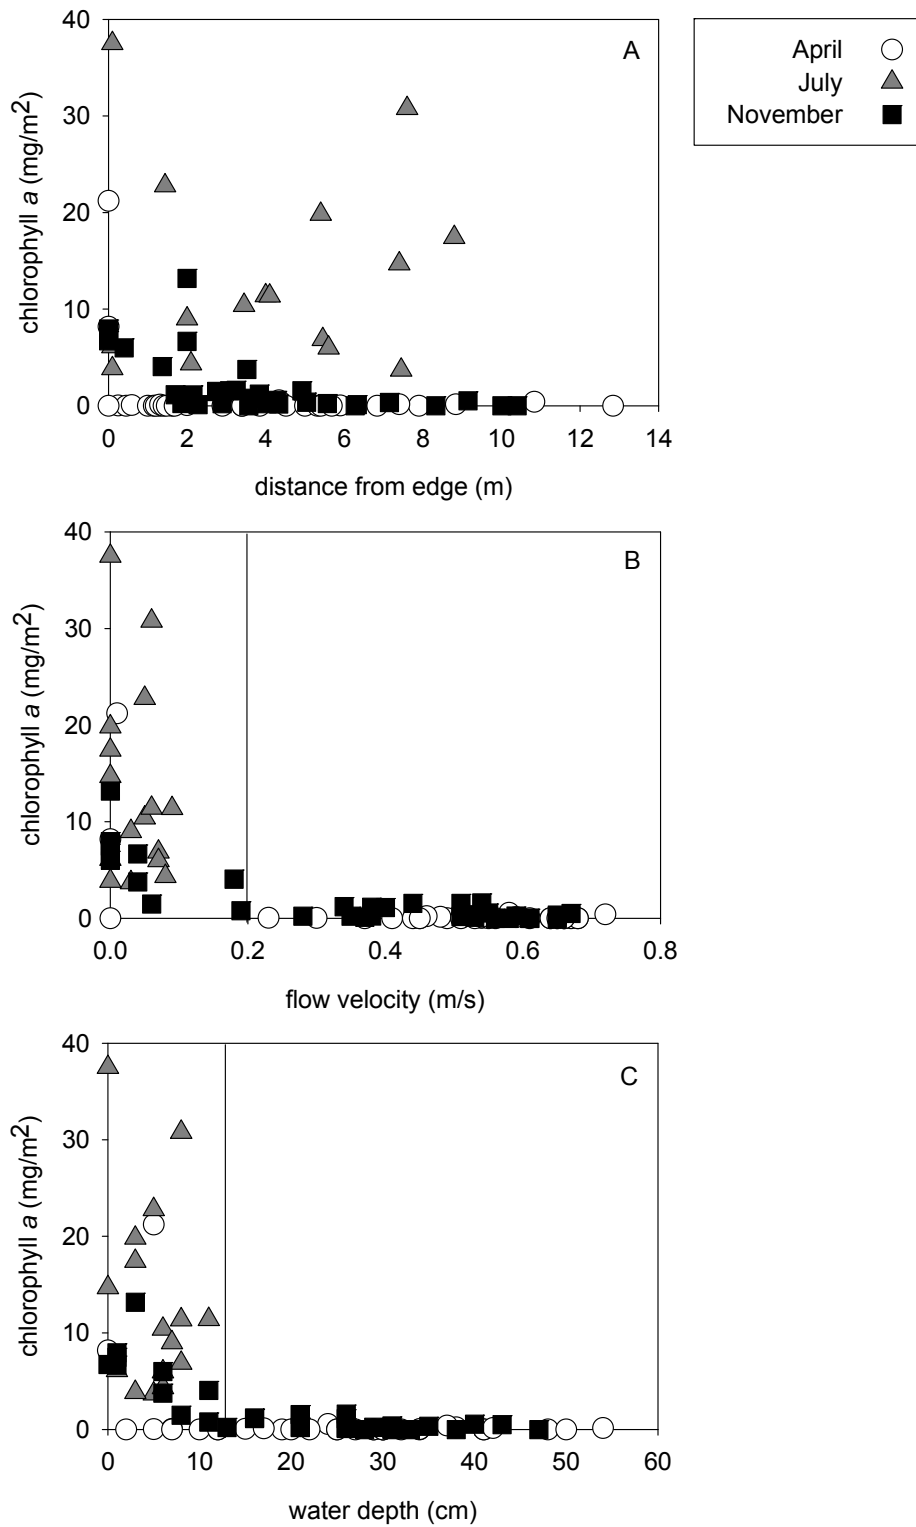 40
A
April
July
30
November
chlorophyll a (mg/m2)
20
10
0
0 2 4 6 8 10 12 14
distance from edge (m)
40
B
30
chlorophyll a (mg/m2)
20
10
0
0.0 0.2 0.4 0.6 0.8
flow velocity (m/s)
40
C
30
chlorophyll a (mg/m2)
20
10
0
0 10 20 30 40 50 60
water depth (cm)